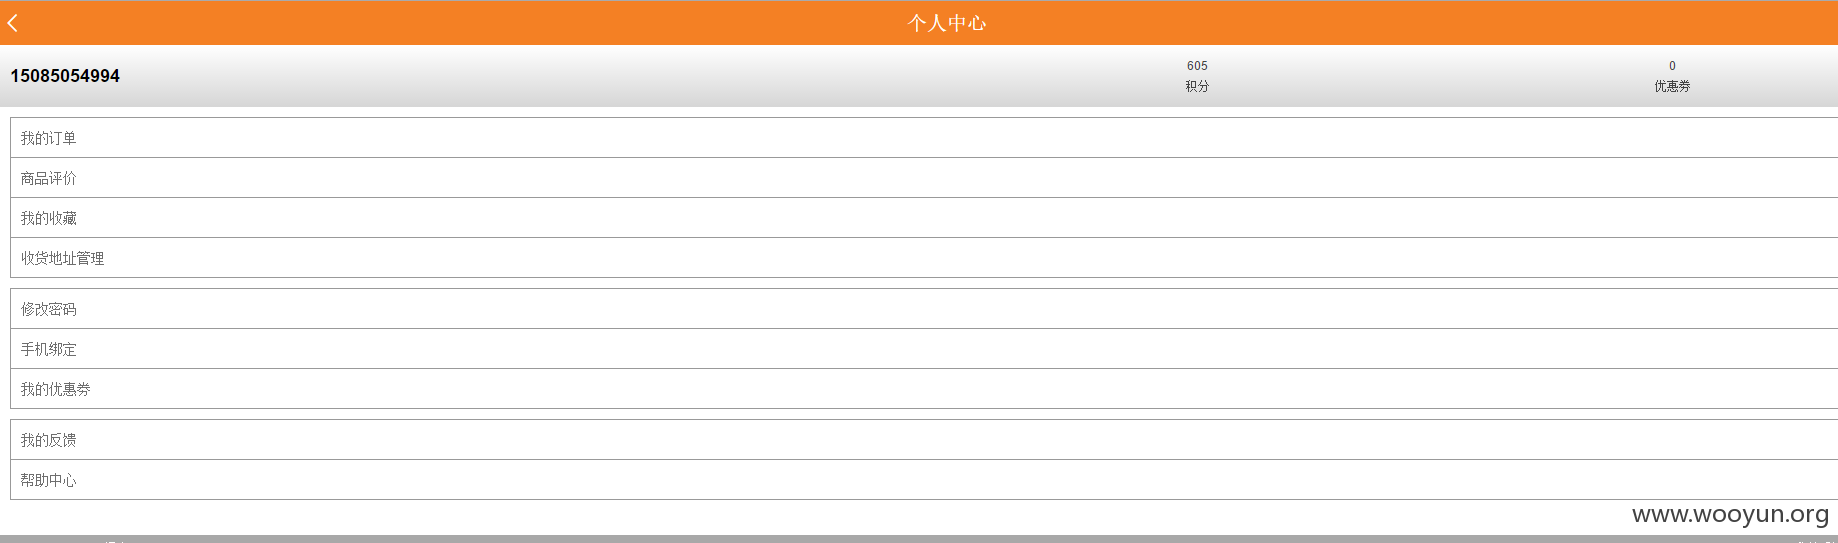 个人中心
15085054994
605
积分
0
优惠券
我的订单
商品评价
我的收藏
收货地址管理
修改密码
手机绑定
我的优惠券
我的反馈
帮助中心
www.wooyun.org